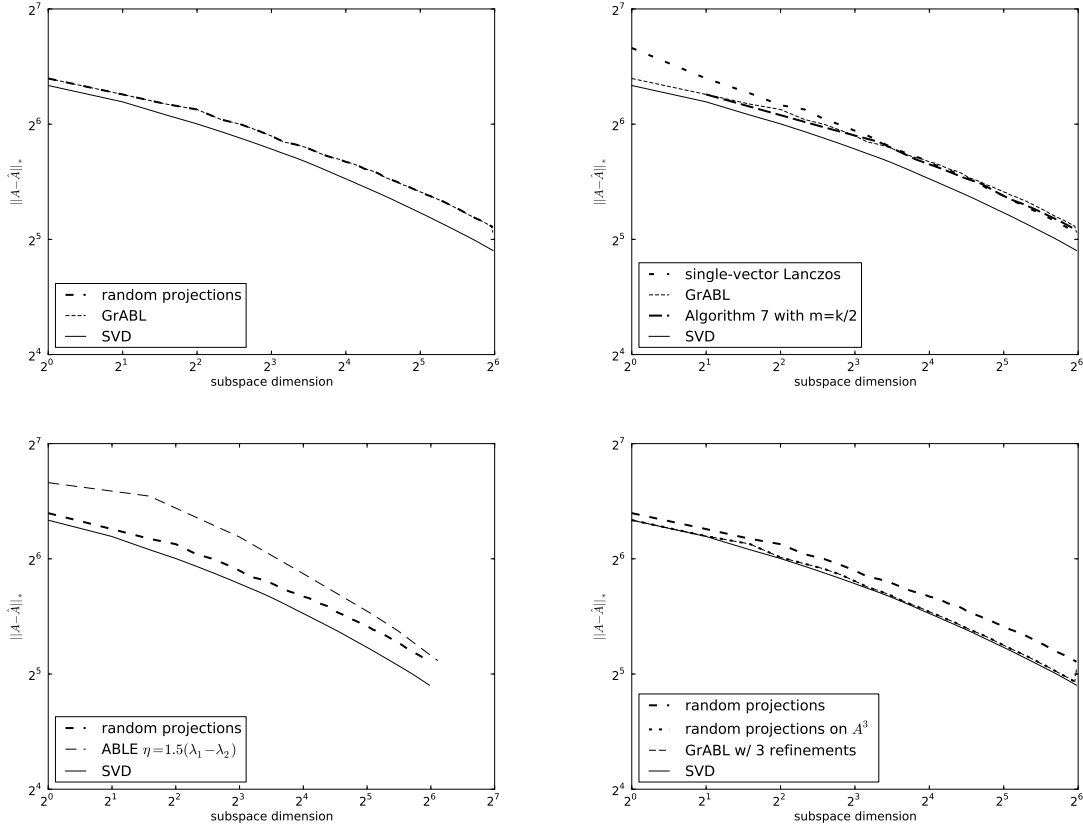 2^7
2^6
2^5
2^4
||A−Â||_*
random projections
GrABL
SVD
2^0 2^1 2^2 2^3 2^4 2^5 2^6
subspace dimension
2^7
2^6
2^5
2^4
||A−Â||_*
single-vector Lanczos
GrABL
Algorithm 7 with m=k/2
SVD
2^0 2^1 2^2 2^3 2^4 2^5 2^6
subspace dimension
2^7
2^6
2^5
2^4
||A−Â||_*
random projections
ABLE η=1.5(λ_1−λ_2)
SVD
2^0 2^1 2^2 2^3 2^4 2^5 2^6 2^7
subspace dimension
2^7
2^6
2^5
2^4
||A−Â||_*
random projections
random projections on A^3
GrABL w/ 3 refinements
SVD
2^0 2^1 2^2 2^3 2^4 2^5 2^6
subspace dimension